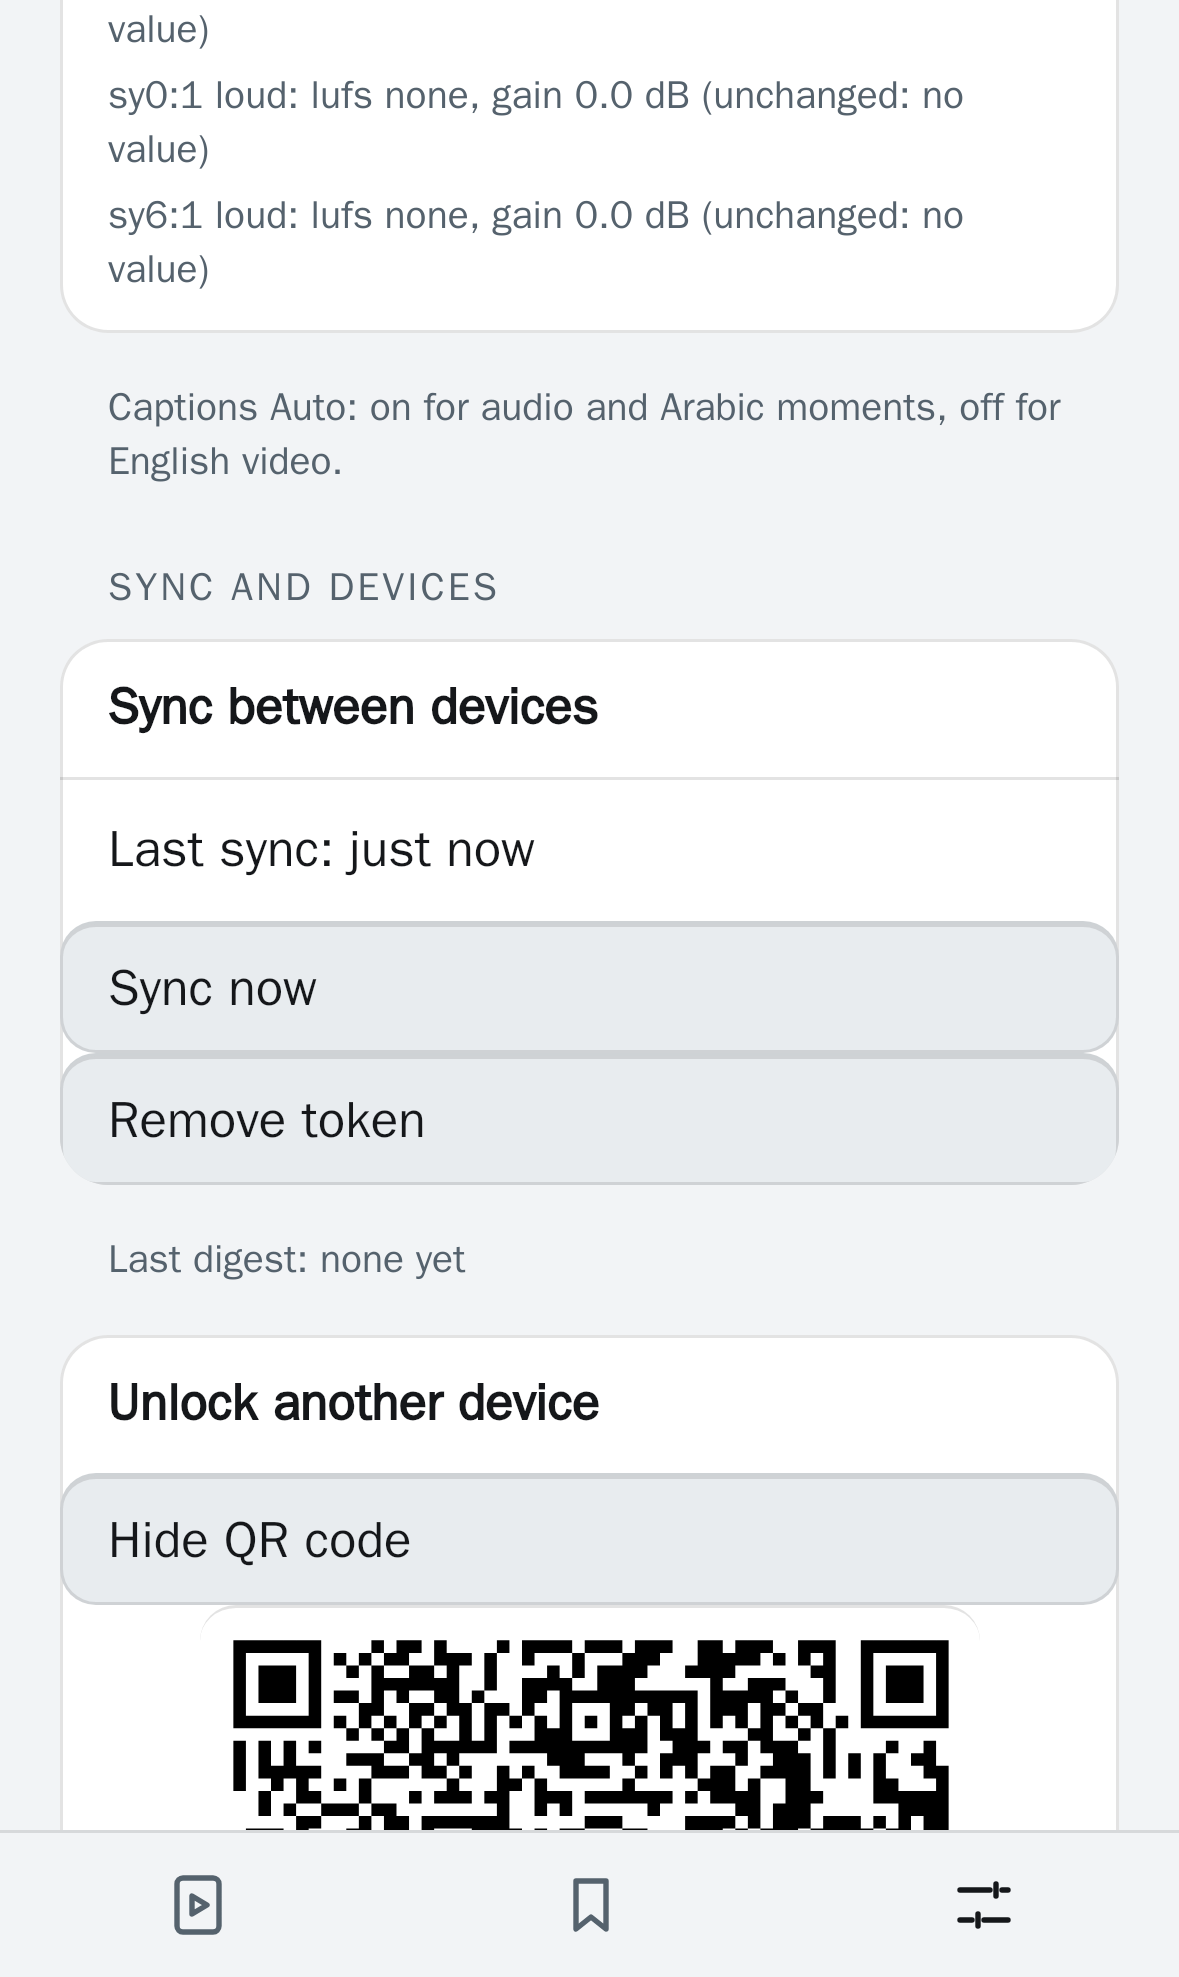 value)
sy0:1 loud: lufs none, gain 0.0 dB (unchanged: no
value)
sy6:1 loud: lufs none, gain 0.0 dB (unchanged: no
value)
Captions Auto: on for audio and Arabic moments, off for
English video.
SYNC AND DEVICES
Sync between devices
Last sync: just now
Sync now
Remove token
Last digest: none yet
Unlock another device
Hide QR code